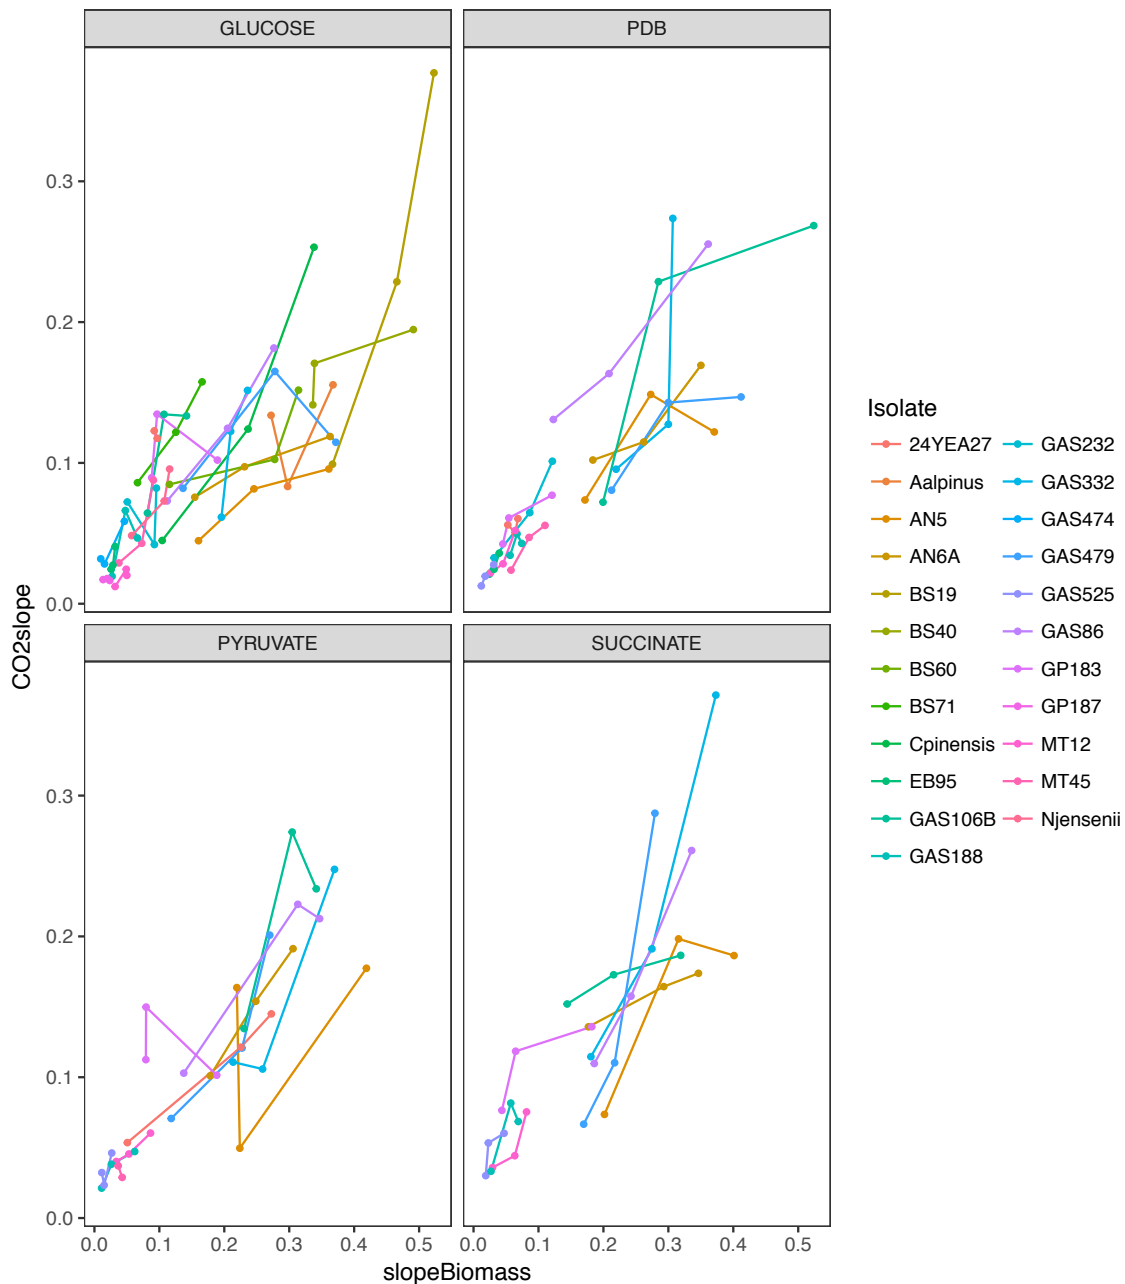 GLUCOSE PDB
0.3
0.2
0.1
0.0
PYRUVATE SUCCINATE
0.3
0.2
0.1
0.0
0.0 0.1 0.2 0.3 0.4 0.5 0.0 0.1 0.2 0.3 0.4 0.5
slopeBiomass
CO2slope
Isolate
24YEA27 GAS232
Aalpinus GAS332
AN5 GAS474
AN6A GAS479
BS19 GAS525
BS40 GAS86
BS60 GP183
BS71 GP187
Cpinensis MT12
EB95 MT45
GAS106B Njensenii
GAS188